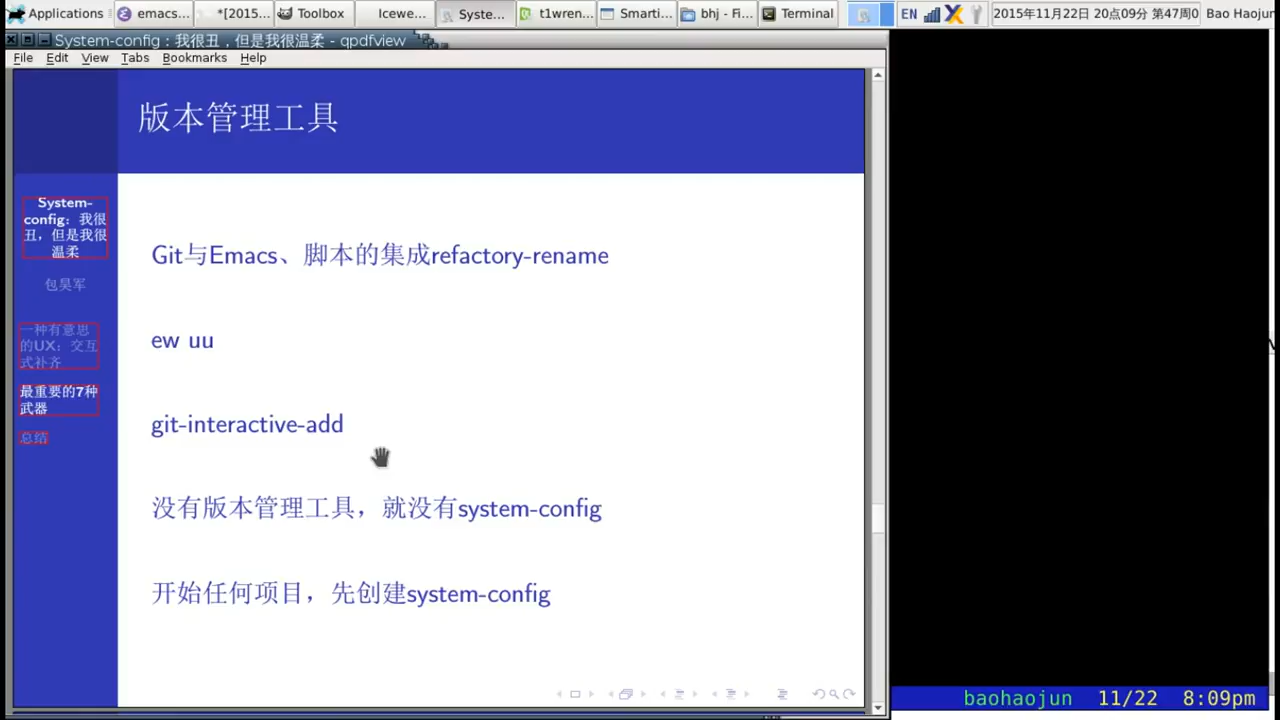 Applications
emacs...
*[2015...
Toolbox
Icewe...
Syste...
t1wren...
Smarti...
bhj - Fi...
Terminal
EN
2015年11月22日 20点09分 第47周0
Bao Haojun
System-config：我很丑，但是我很温柔 - qpdfview
File Edit View Tabs Bookmarks Help
版本管理工具
System-
config：我很
丑，但是我很
温柔
包昊军
一种有意思
的UX：交互
式补齐
最重要的7种
武器
总结
Git与Emacs、脚本的集成refactory-rename
ew uu
git-interactive-add
没有版本管理工具，就没有system-config
开始任何项目，先创建system-config
baohaojun 11/22 8:09pm